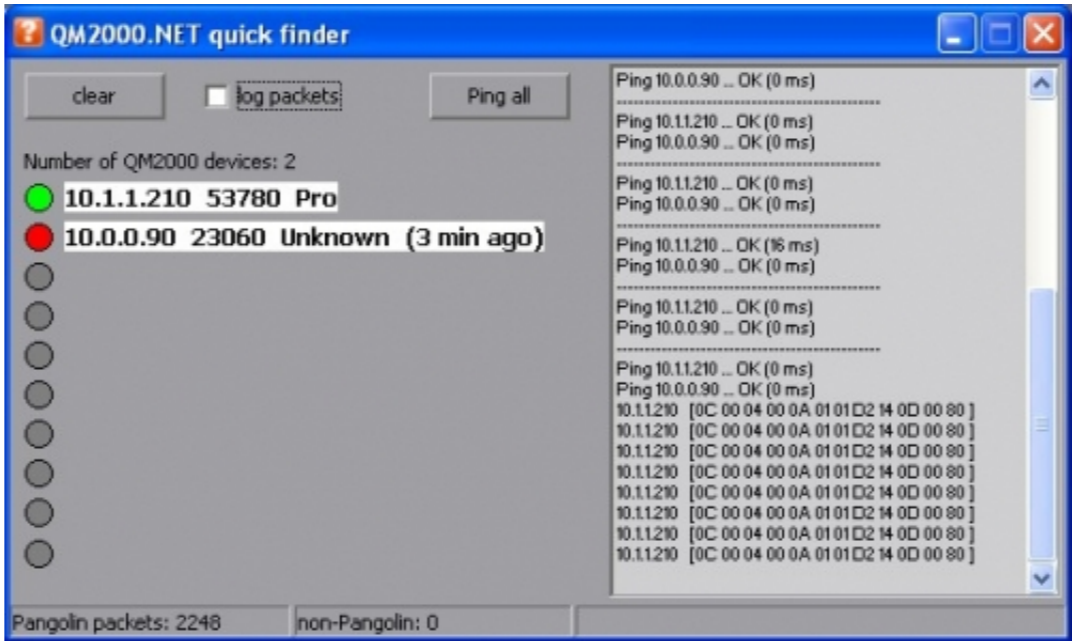 QM2000.NET quick finder
clear
log packets
Ping all
Number of QM2000 devices: 2
10.1.1.210 53780 Pro
10.0.0.90 23060 Unknown (3 min ago)
Ping 10.0.0.90 ... OK (0 ms)
------------------------------------------------
Ping 10.1.1.210 ... OK (0 ms)
Ping 10.0.0.90 ... OK (0 ms)
------------------------------------------------
Ping 10.1.1.210 ... OK (0 ms)
Ping 10.0.0.90 ... OK (0 ms)
------------------------------------------------
Ping 10.1.1.210 ... OK (16 ms)
Ping 10.0.0.90 ... OK (0 ms)
------------------------------------------------
Ping 10.1.1.210 ... OK (0 ms)
Ping 10.0.0.90 ... OK (0 ms)
------------------------------------------------
Ping 10.1.1.210 ... OK (0 ms)
Ping 10.0.0.90 ... OK (0 ms)
10.1.1.210 [0C 00 04 00 0A 01 01 D2 14 0D 00 80 ]
10.1.1.210 [0C 00 04 00 0A 01 01 D2 14 0D 00 80 ]
10.1.1.210 [0C 00 04 00 0A 01 01 D2 14 0D 00 80 ]
10.1.1.210 [0C 00 04 00 0A 01 01 D2 14 0D 00 80 ]
10.1.1.210 [0C 00 04 00 0A 01 01 D2 14 0D 00 80 ]
10.1.1.210 [0C 00 04 00 0A 01 01 D2 14 0D 00 80 ]
10.1.1.210 [0C 00 04 00 0A 01 01 D2 14 0D 00 80 ]
10.1.1.210 [0C 00 04 00 0A 01 01 D2 14 0D 00 80 ]
Pangolin packets: 2248
non-Pangolin: 0